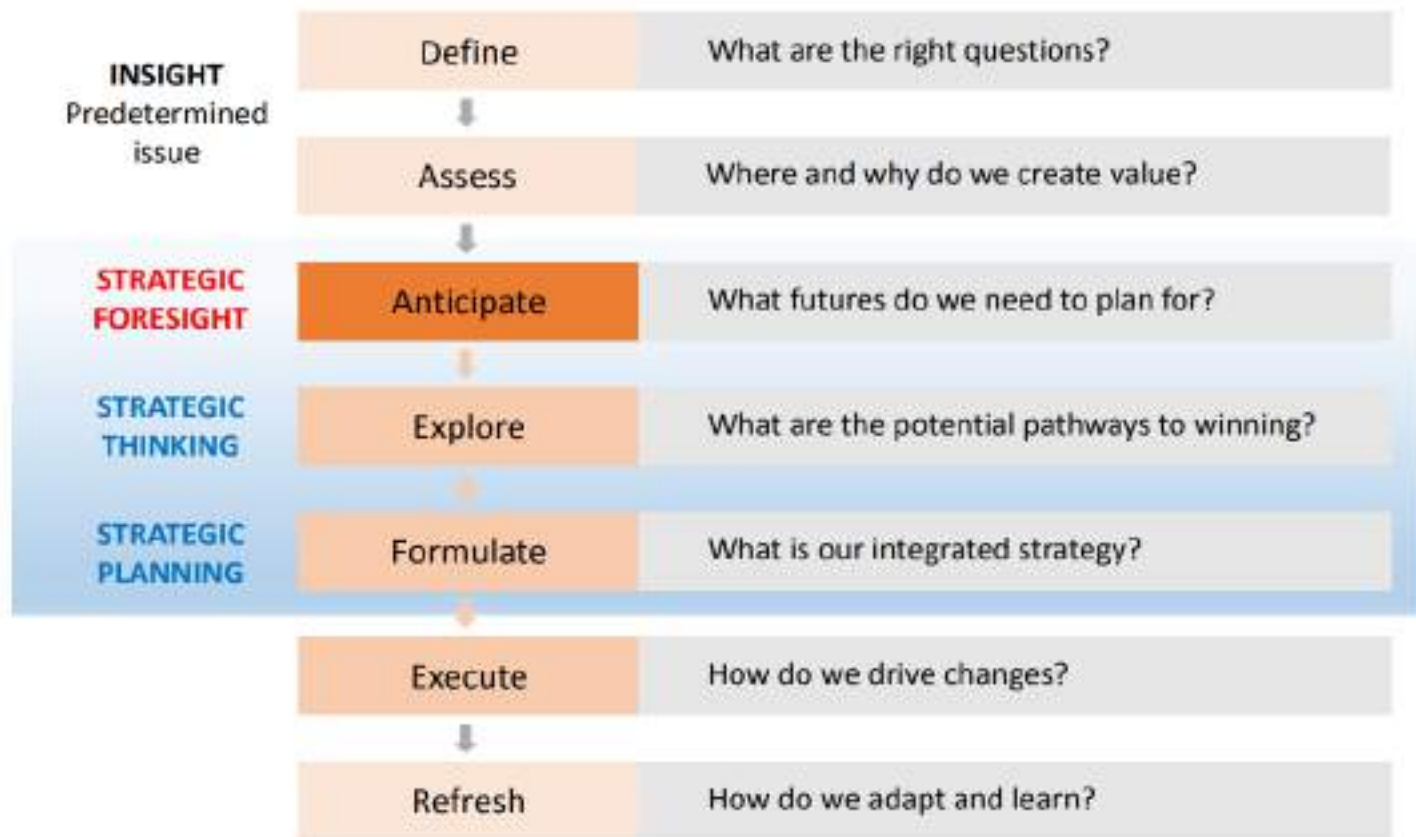 Define
What are the right questions?
INSIGHT
Predetermined
issue
Assess
Where and why do we create value?
STRATEGIC
FORESIGHT
Anticipate
What futures do we need to plan for?
STRATEGIC
THINKING
Explore
What are the potential pathways to winning?
STRATEGIC
PLANNING
Formulate
What is our integrated strategy?
Execute
How do we drive changes?
Refresh
How do we adapt and learn?